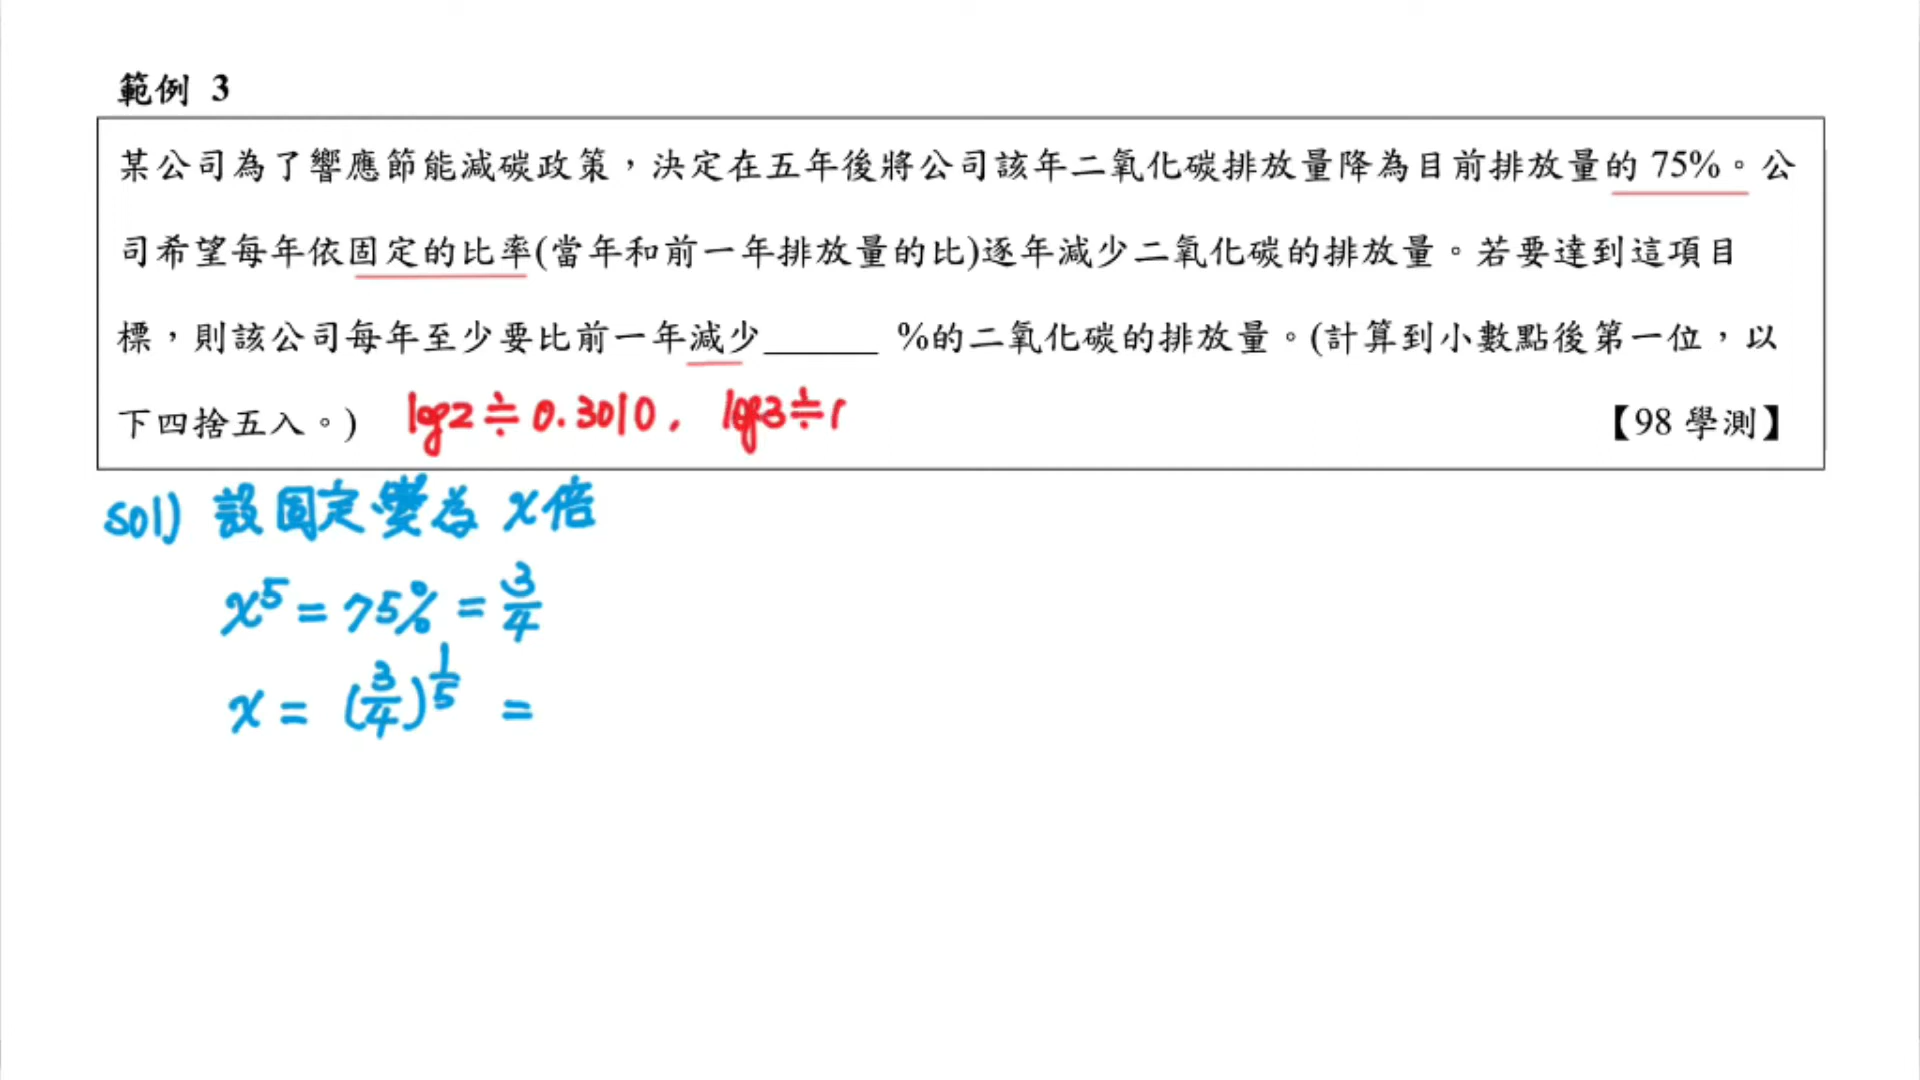 範例 3
某公司為了響應節能減碳政策，決定在五年後將公司該年二氧化碳排放量降為目前排放量的 75%。公
司希望每年依固定的比率(當年和前一年排放量的比)逐年減少二氧化碳的排放量。若要達到這項目
標，則該公司每年至少要比前一年減少______ %的二氧化碳的排放量。(計算到小數點後第一位，以
下四捨五入。) log2≒0.3010, log3≒0 【98 學測】
sol) 設固定變為 x倍
x⁵ = 75% = 3/4
x = (3/4)^(1/5) =